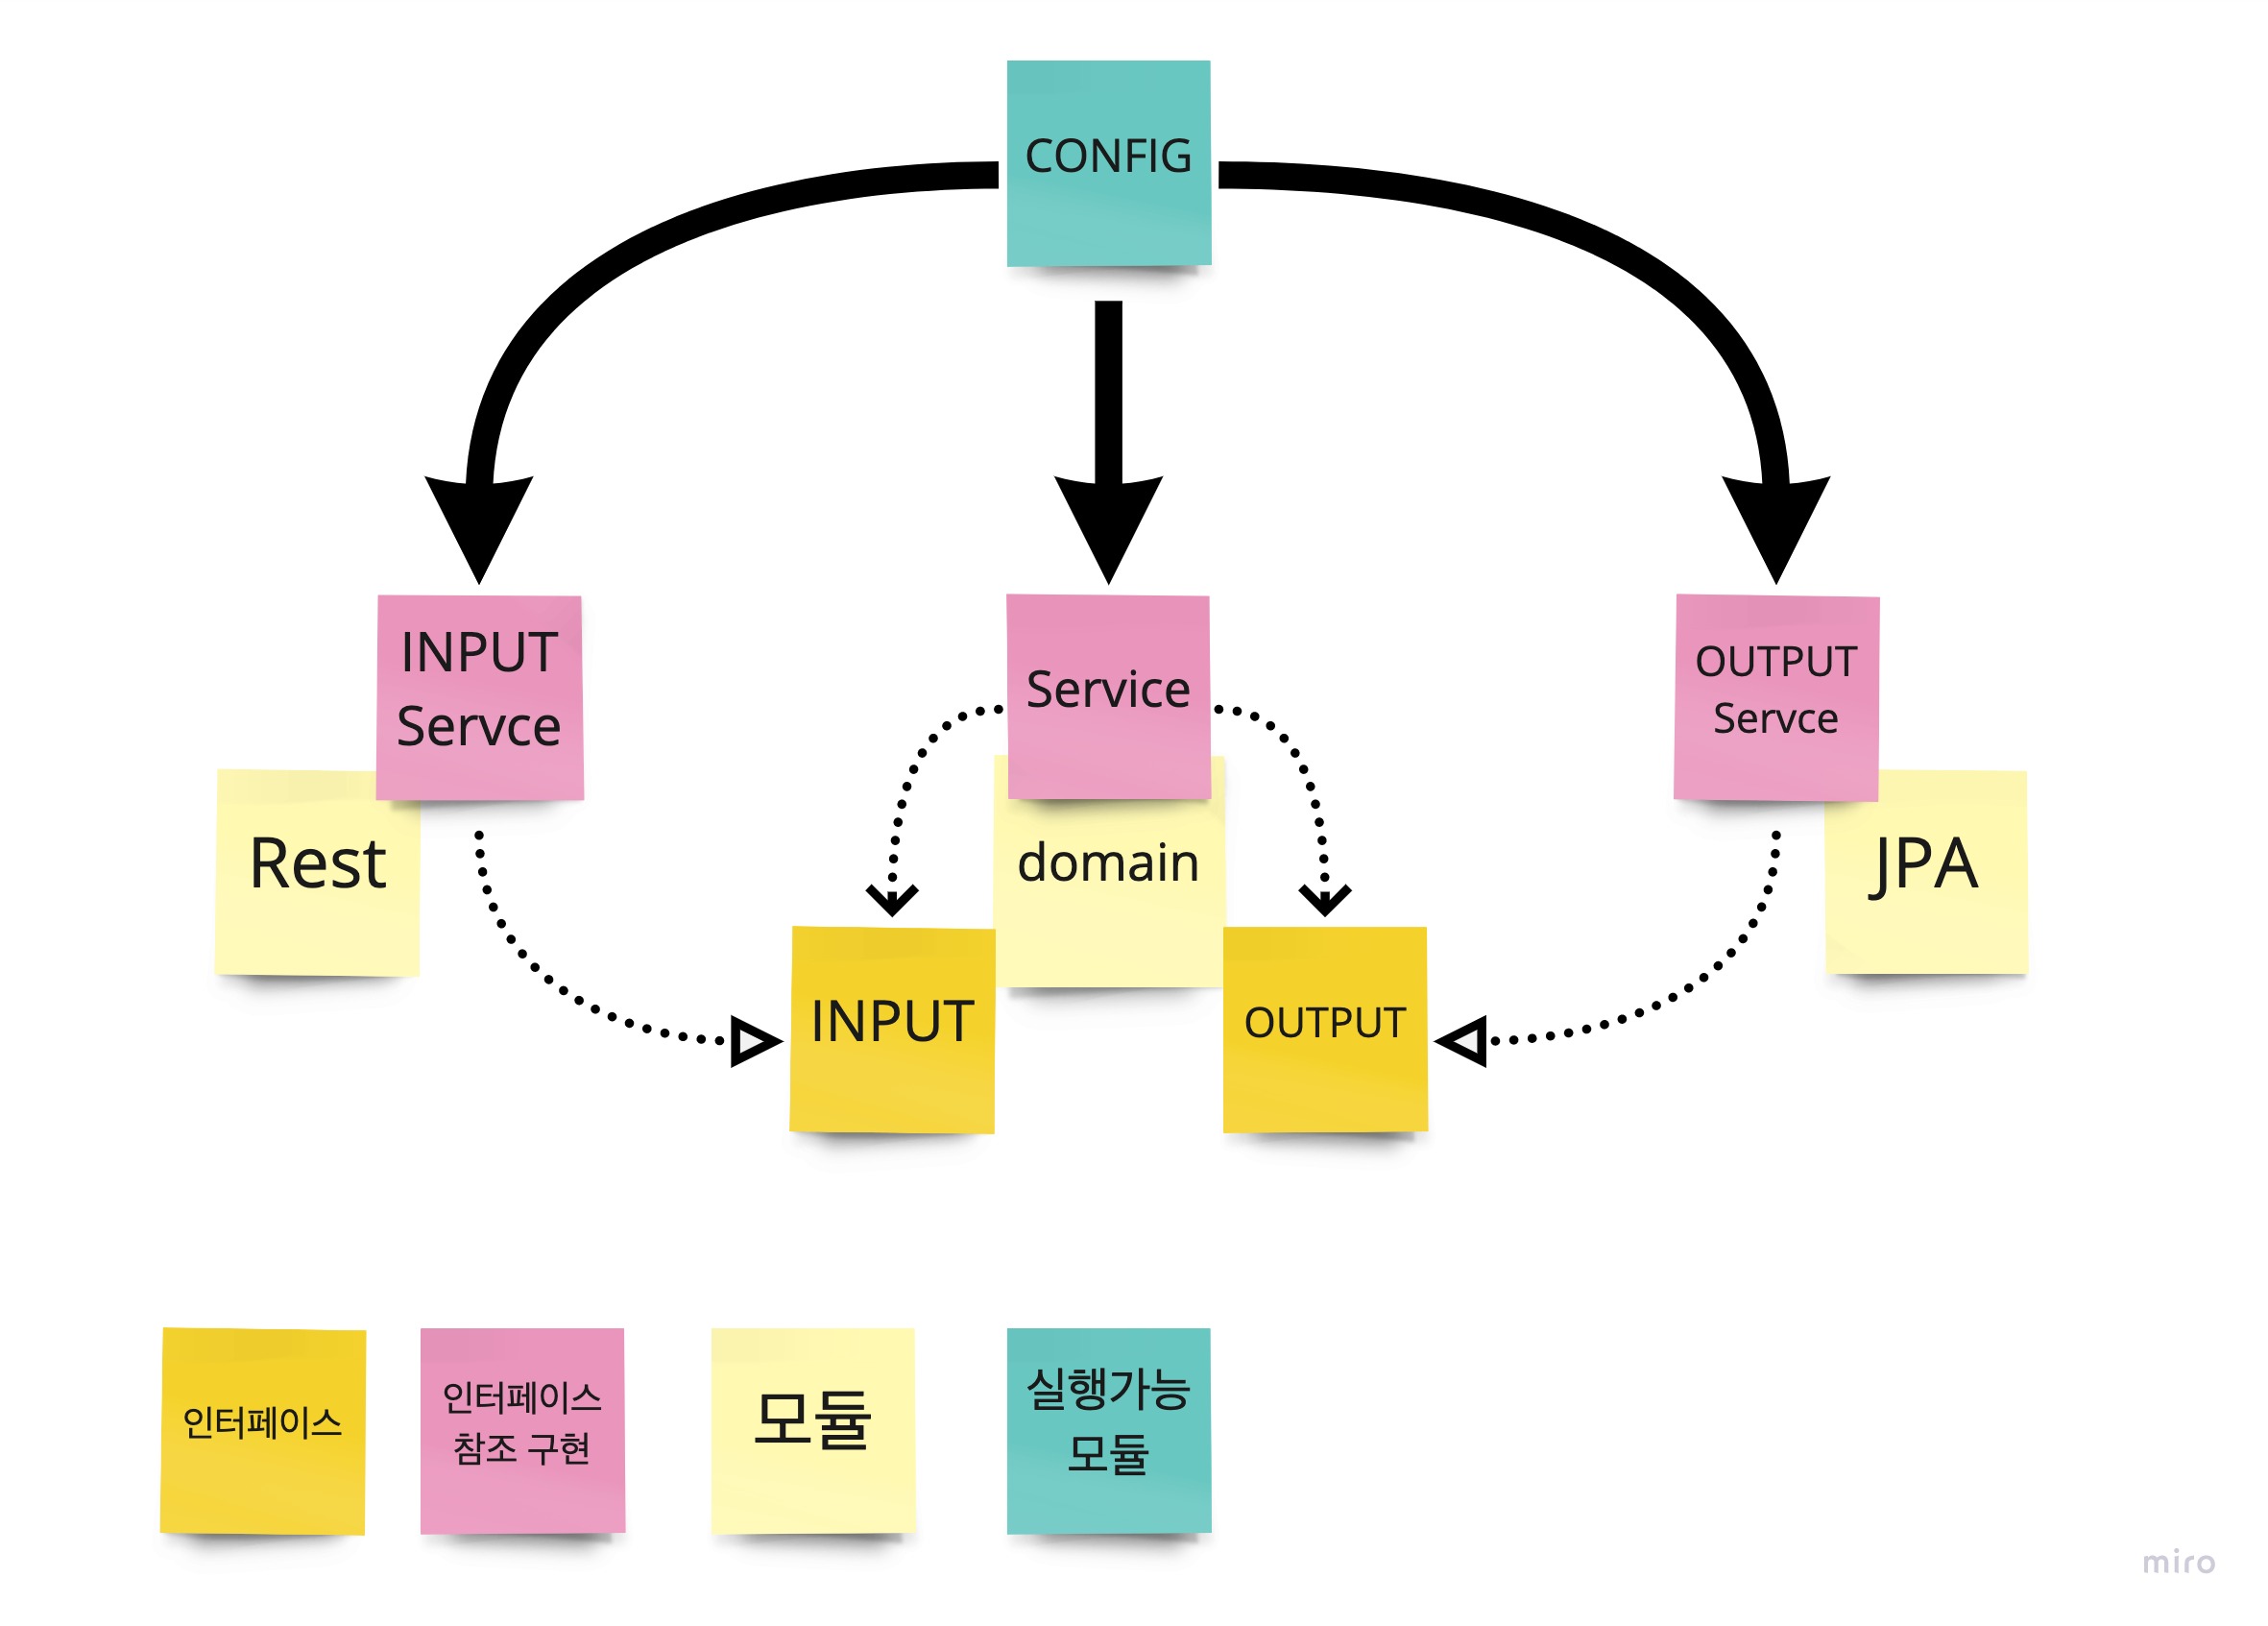 CONFIG
INPUT
Servce
Service
OUTPUT
Servce
Rest
domain
JPA
INPUT
OUTPUT
인터페이스
인터페이스
참조 구현
모듈
실행가능
모듈
miro